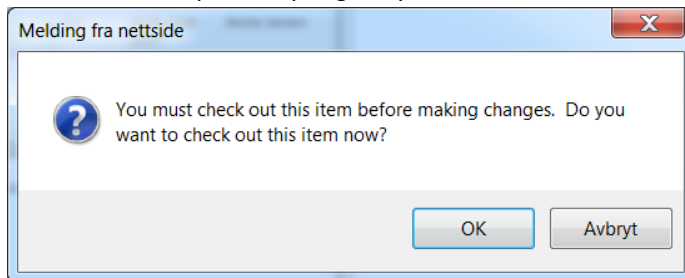 Melding fra nettside
You must check out this item before making changes.  Do you
want to check out this item now?
OK
Avbryt